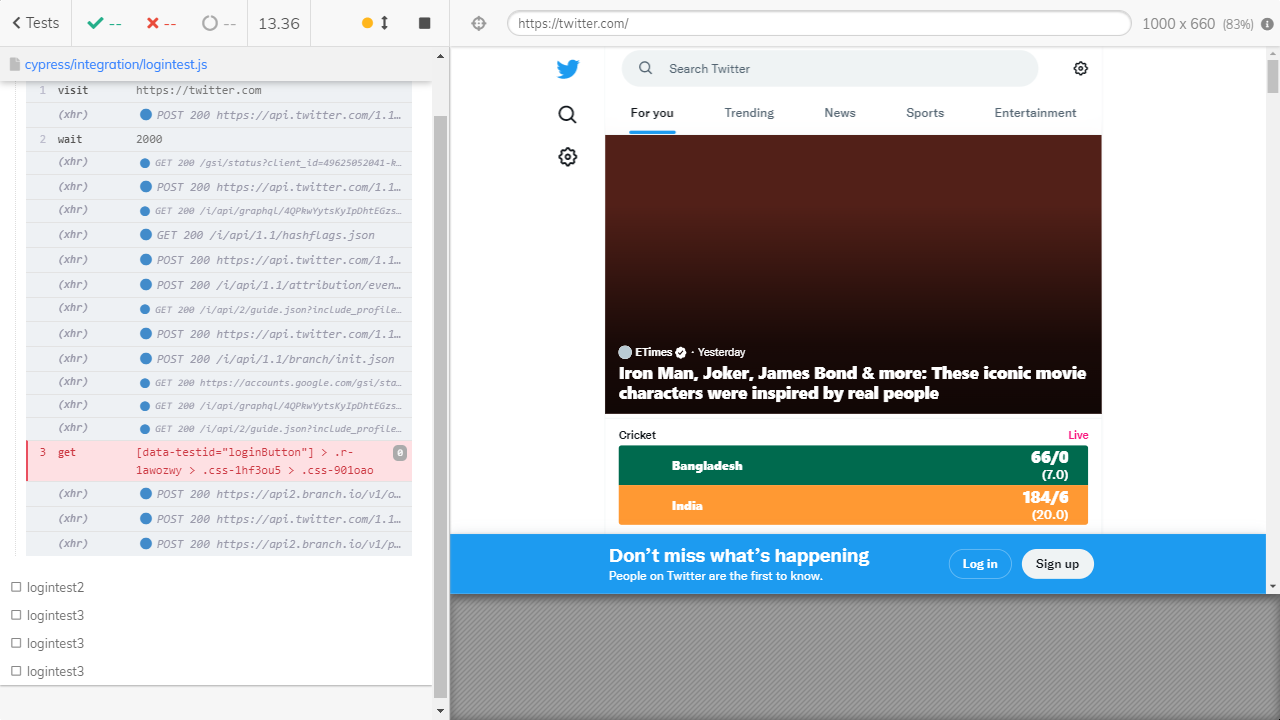 Tests
--
--
--
13.36
https://twitter.com/
1000 x 660 (83%)
cypress/integration/logintest.js
1 visit https://twitter.com
(xhr) POST 200 https://api.twitter.com/1.1…
2 wait 2000
(xhr) GET 200 /gsi/status?client_id=49625052041-k…
(xhr) POST 200 https://api.twitter.com/1.1…
(xhr) GET 200 /i/api/graphql/4QPkwYytsKyIpDhtEGzs…
(xhr) GET 200 /i/api/1.1/hashflags.json
(xhr) POST 200 https://api.twitter.com/1.1…
(xhr) POST 200 /i/api/1.1/attribution/even…
(xhr) GET 200 /i/api/2/guide.json?include_profile…
(xhr) POST 200 https://api.twitter.com/1.1…
(xhr) POST 200 /i/api/1.1/branch/init.json
(xhr) GET 200 https://accounts.google.com/gsi/sta…
(xhr) GET 200 /i/api/graphql/4QPkwYytsKyIpDhtEGzs…
(xhr) GET 200 /i/api/2/guide.json?include_profile…
3 get [data-testid="loginButton"] > .r- 0
1awozwy > .css-1hf3ou5 > .css-901oao
(xhr) POST 200 https://api2.branch.io/v1/o…
(xhr) POST 200 https://api.twitter.com/1.1…
(xhr) POST 200 https://api2.branch.io/v1/p…
logintest2
logintest3
logintest3
logintest3
Search Twitter
For you Trending News Sports Entertainment
ETimes · Yesterday
Iron Man, Joker, James Bond & more: These iconic movie
characters were inspired by real people
Cricket Live
Bangladesh 66/0
(7.0)
India 184/6
(20.0)
Don't miss what's happening
People on Twitter are the first to know.
Log in
Sign up